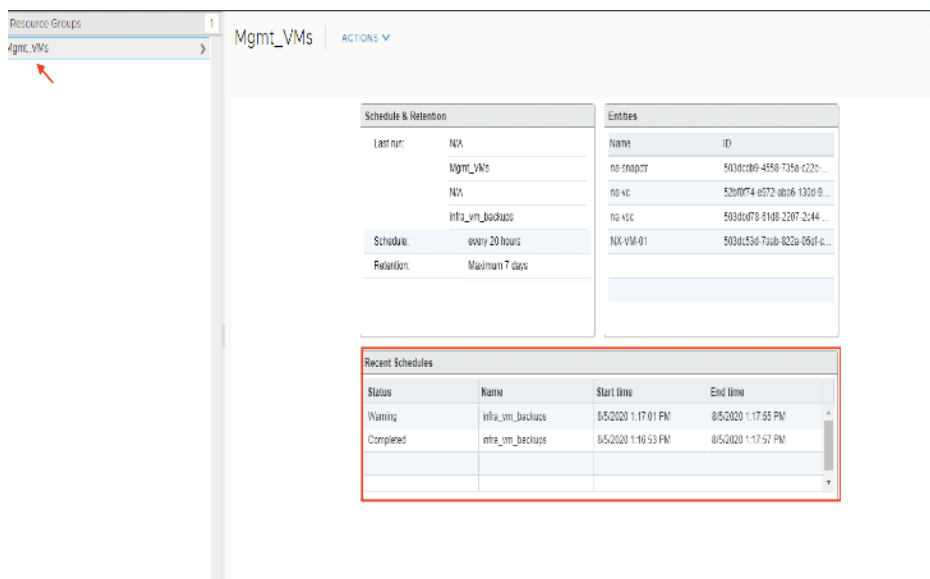 Resource Groups 1
Mgmt_VMs
Mgmt_VMs ACTIONS
Schedule & Retention
Last run: N/A
Mgmt_VMs
N/A
infra_vm_backups
Schedule: every 20 hours
Retention: Maximum 7 days
Entities
Name ID
na-snapctr
na-vc
na-vsc
NX-VM-01
Recent Schedules
Status Name Start time End time
Warning infra_vm_backups 8/5/2020 1:17:01 PM 8/5/2020 1:17:55 PM
Completed infra_vm_backups 8/5/2020 1:16:53 PM 8/5/2020 1:17:57 PM